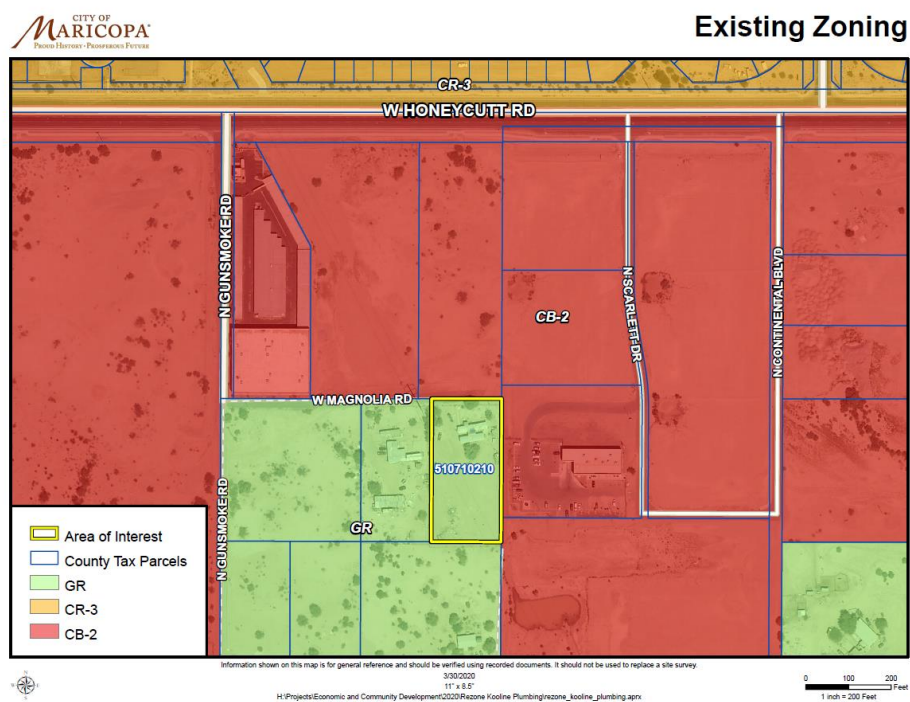 CITY OF
MARICOPA
PROUD HISTORY • PROSPEROUS FUTURE
Existing Zoning
CR-3
W HONEYCUTT RD
N GUNSMOKE RD
N SCARLETT DR
N CONTINENTAL BLVD
CB-2
W MAGNOLIA RD
510710210
N GUNSMOKE RD
GR
Area of Interest
County Tax Parcels
GR
CR-3
CB-2
Information shown on this map is for general reference and should be verified using recorded documents. It should not be used to replace a site survey.
3/30/2020
11" x 8.5"
H:\Projects\Economic and Community Development\2020\Rezone Kooline Plumbing\rezone_kooline_plumbing.aprx
0 100 200
Feet
1 inch = 200 Feet